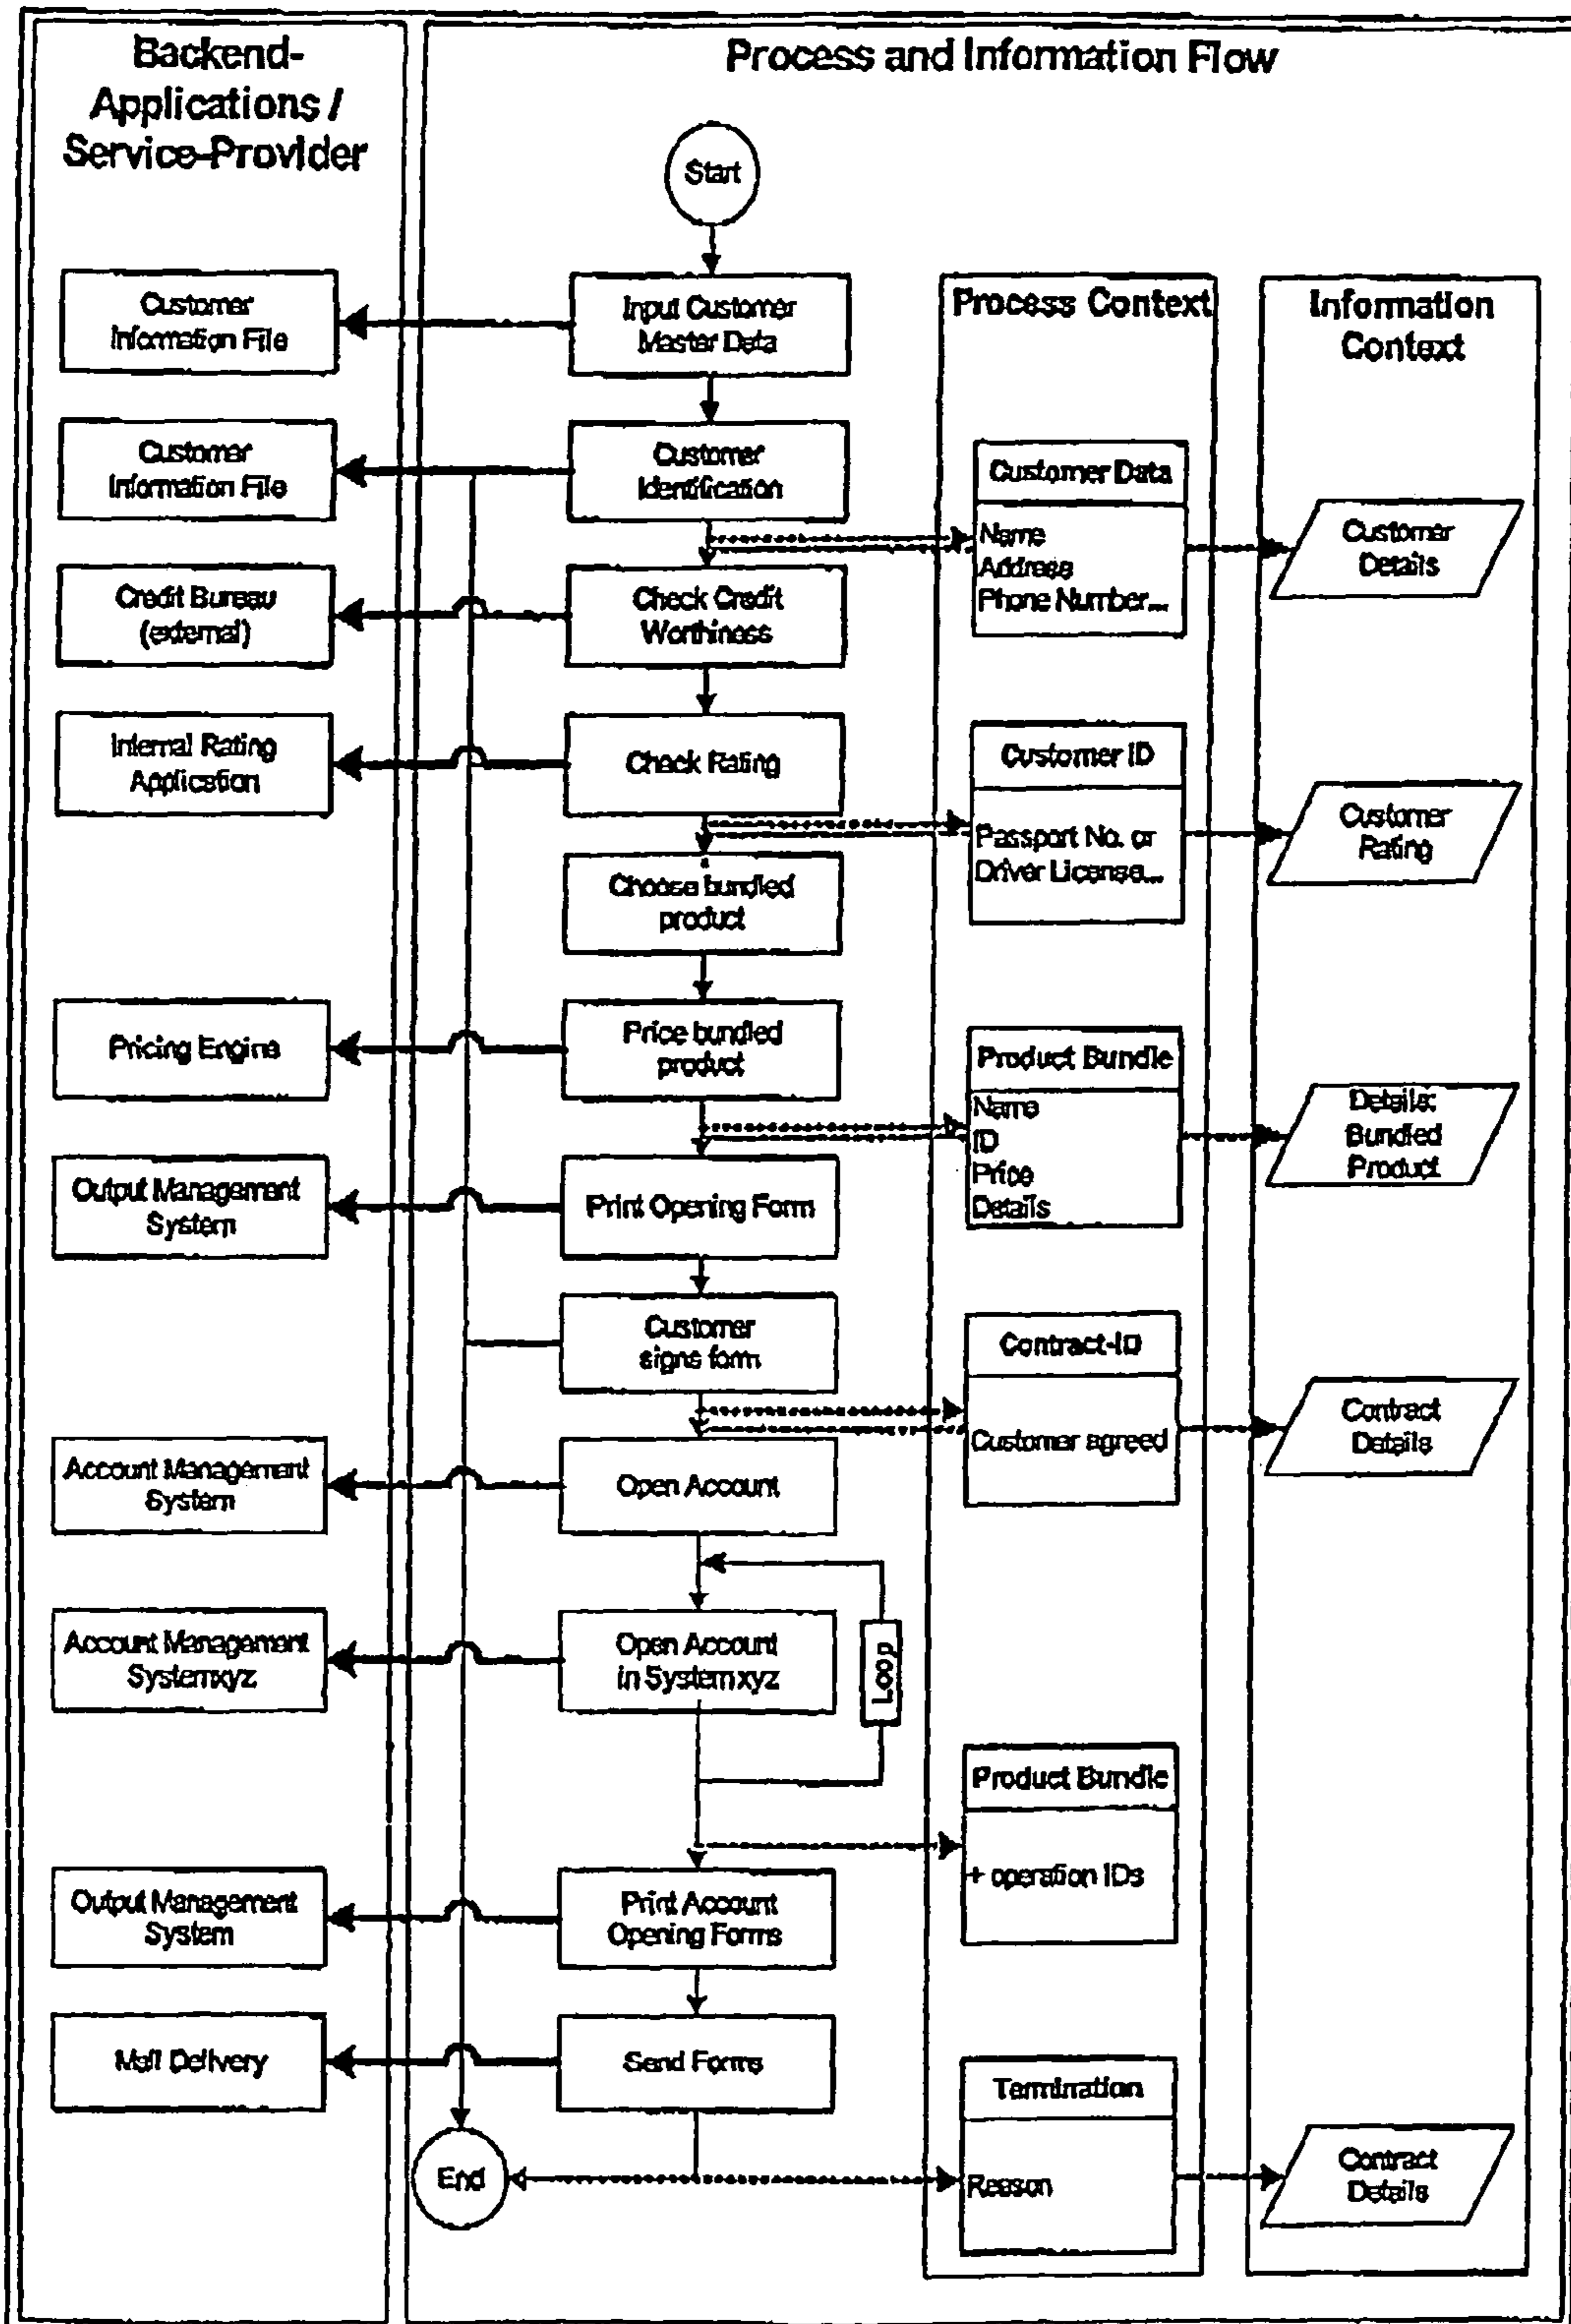 Backend-
Applications /
Service-Provider
Process and Information Flow
Start
Customer
Information File
Input Customer
Master Data
Process Context
Information
Context
Customer
Information File
Customer
Identification
Customer Data
Name
Address
Phone Number...
Customer
Details
Credit Bureau
(external)
Check Credit
Worthiness
Internal Rating
Application
Check Rating
Customer ID
Passport No. or
Driver License...
Customer
Rating
Choose bundled
product
Pricing Engine
Price bundled
product
Product Bundle
Name
ID
Price
Details
Details:
Bundled
Product
Output Management
System
Print Opening Form
Customer
signs form
Contract-ID
Customer agreed
Contract
Details
Account Management
System
Open Account
Account Management
Systemxyz
Open Account
in Systemxyz
Loop
Product Bundle
+ operation IDs
Output Management
System
Print Account
Opening Forms
Mail Delivery
Send Forms
Termination
Reason
Contract
Details
End